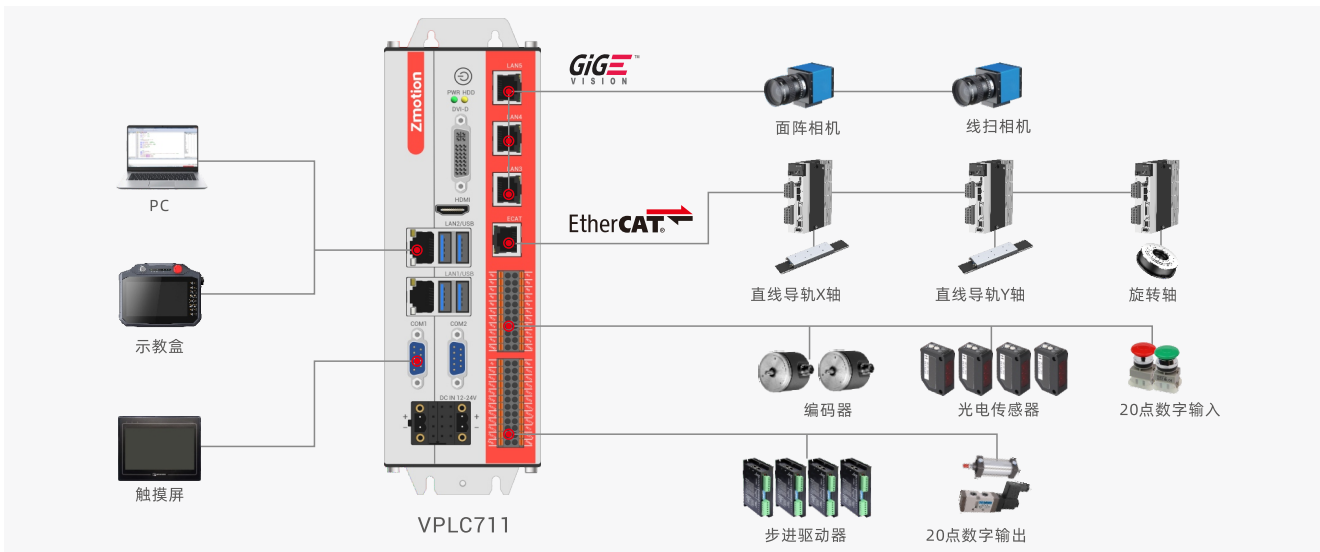 PC
示教盒
触摸屏
Zmotion
PWR HDD
DVI-D
HDMI
LAN2/USB
LAN1/USB
COM1
COM2
DC IN 12-24V
+
-
+
-
LAN5
LAN4
LAN3
ECAT
VPLC711
GiGE™
VISION
面阵相机
线扫相机
EtherCAT®
直线导轨X轴
直线导轨Y轴
旋转轴
编码器
光电传感器
20点数字输入
步进驱动器
20点数字输出